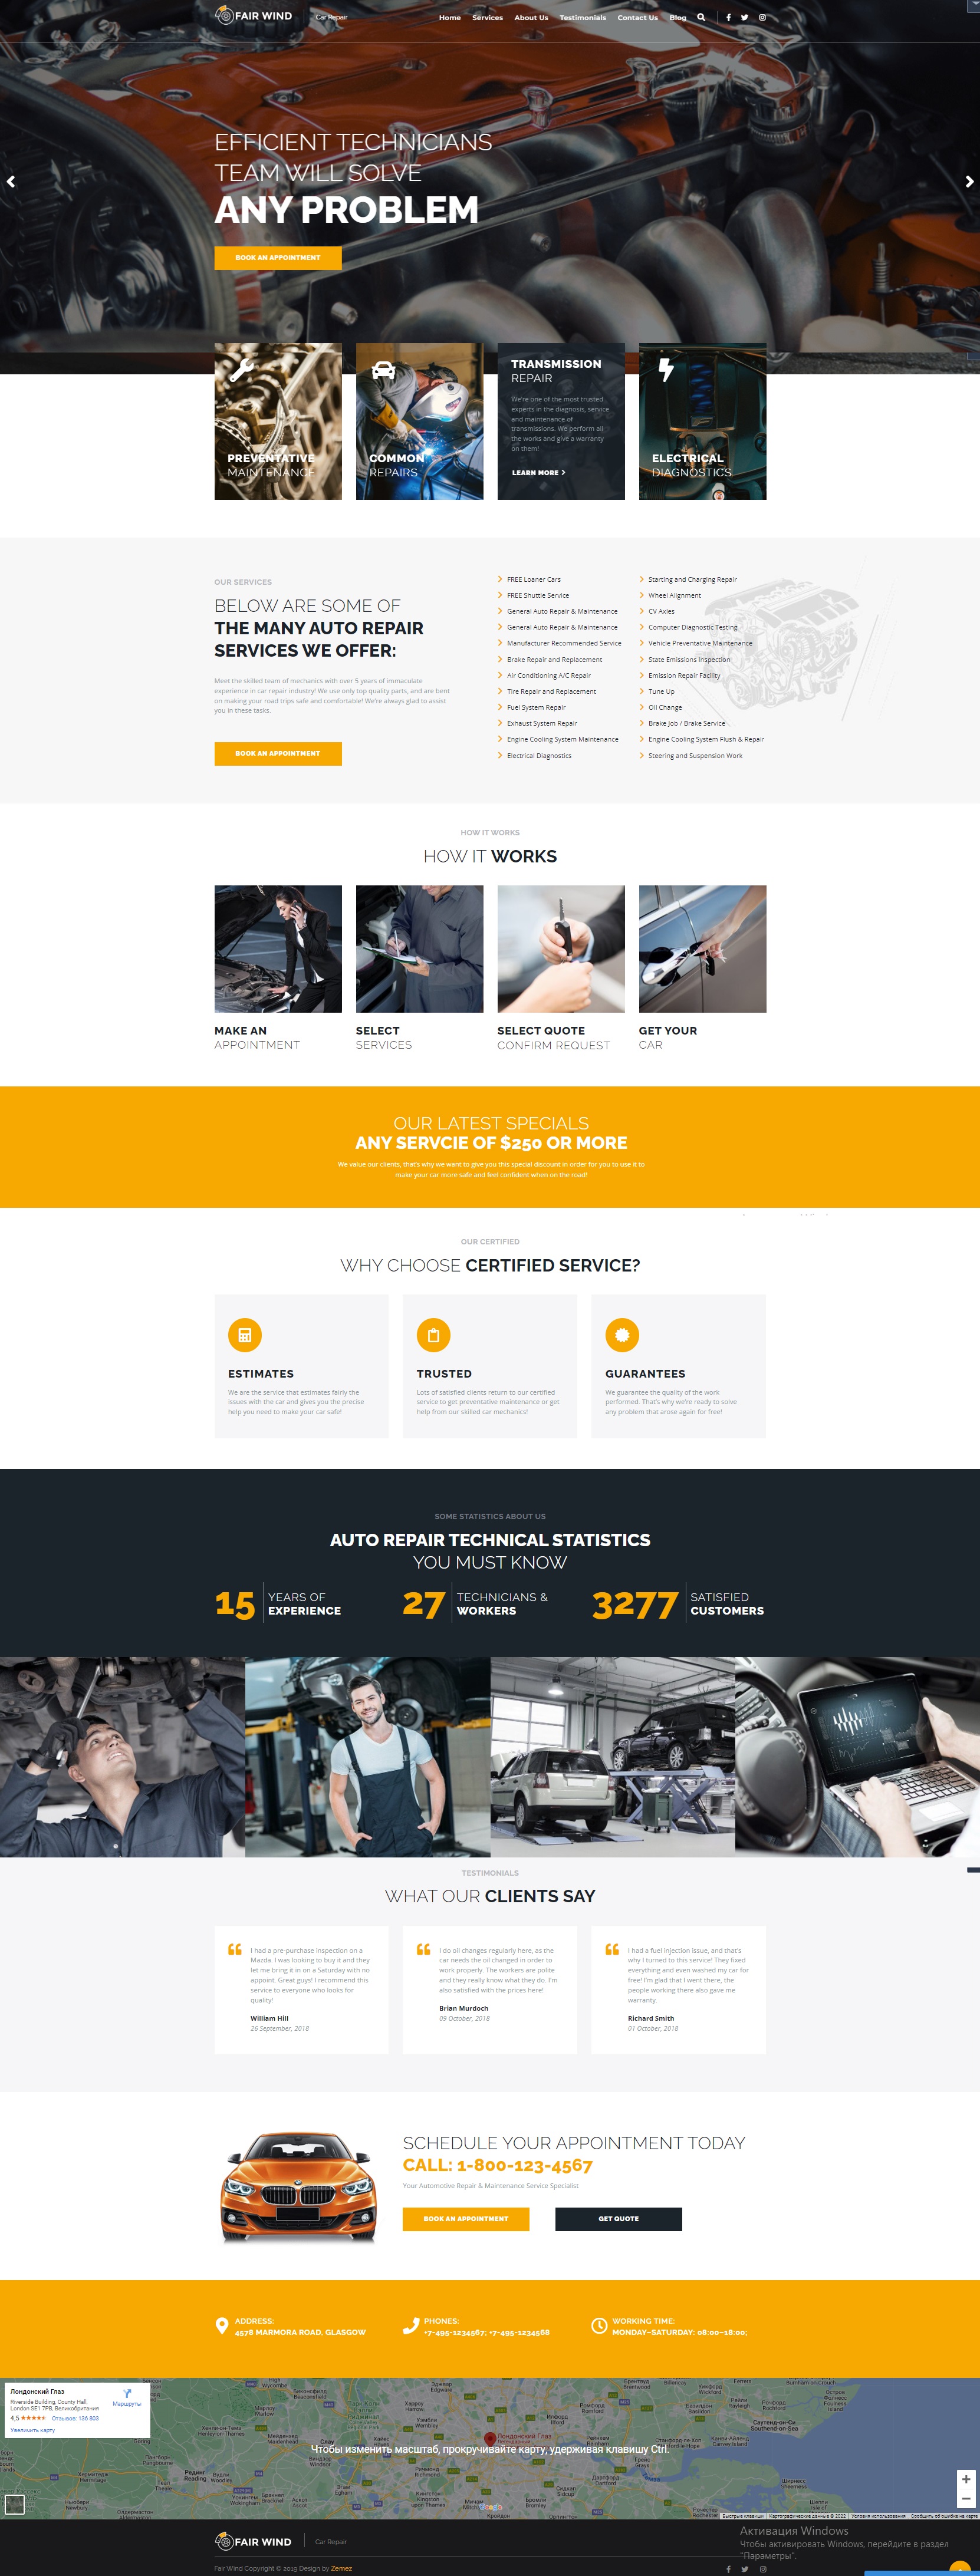 FAIR WIND
Car Repair
Home Services About Us Testimonials Contact Us Blog
EFFICIENT TECHNICIANS
TEAM WILL SOLVE
ANY PROBLEM
BOOK AN APPOINTMENT
PREVENTATIVE
MAINTENANCE
COMMON
REPAIRS
TRANSMISSION
REPAIR
We're one of the most trusted
experts in the diagnosis, service
and maintenance of
transmissions. We perform all
the works and give a warranty
on them!
LEARN MORE
ELECTRICAL
DIAGNOSTICS
OUR SERVICES
BELOW ARE SOME OF
THE MANY AUTO REPAIR
SERVICES WE OFFER:
Meet the skilled team of mechanics with over 5 years of immaculate
experience in car repair industry! We use only top quality parts, and are bent
on making your road trips safe and comfortable! We're always glad to assist
you in these tasks.
BOOK AN APPOINTMENT
FREE Loaner Cars
FREE Shuttle Service
General Auto Repair & Maintenance
General Auto Repair & Maintenance
Manufacturer Recommended Service
Brake Repair and Replacement
Air Conditioning A/C Repair
Tire Repair and Replacement
Fuel System Repair
Exhaust System Repair
Engine Cooling System Maintenance
Electrical Diagnostics
Starting and Charging Repair
Wheel Alignment
CV Axles
Computer Diagnostic Testing
Vehicle Preventative Maintenance
State Emissions Inspection
Emission Repair Facility
Tune Up
Oil Change
Brake Job / Brake Service
Engine Cooling System Flush & Repair
Steering and Suspension Work
HOW IT WORKS
HOW IT WORKS
MAKE AN
APPOINTMENT
SELECT
SERVICES
SELECT QUOTE
CONFIRM REQUEST
GET YOUR
CAR
OUR LATEST SPECIALS
ANY SERVCIE OF $250 OR MORE
We value our clients, that's why we want to give you this special discount in order for you to use it to
make your car more safe and feel confident when on the road!
OUR CERTIFIED
WHY CHOOSE CERTIFIED SERVICE?
ESTIMATES
We are the service that estimates fairly the
issues with the car and gives you the precise
help you need to make your car safe!
TRUSTED
Lots of satisfied clients return to our certified
service to get preventative maintenance or get
help from our skilled car mechanics!
GUARANTEES
We guarantee the quality of the work
performed. That's why we're ready to solve
any problem that arose again for free!
SOME STATISTICS ABOUT US
AUTO REPAIR TECHNICAL STATISTICS
YOU MUST KNOW
15
YEARS OF
EXPERIENCE
27
TECHNICIANS &
WORKERS
3277
SATISFIED
CUSTOMERS
TESTIMONIALS
WHAT OUR CLIENTS SAY
I had a pre-purchase inspection on a
Mazda. I was looking to buy it and they
let me bring it in on a Saturday with no
appoint. Great guys! I recommend this
service to everyone who looks for
quality!
William Hill
26 September, 2018
I do oil changes regularly here, as the
car needs the oil changed in order to
work properly. The workers are polite
and they really know what they do. I'm
also satisfied with the prices here!
Brian Murdoch
09 October, 2018
I had a fuel injection issue, and that's
why I turned to this service! They fixed
everything and even washed my car for
free! I'm glad that I went there, the
people working there also gave me
warranty.
Richard Smith
01 October, 2018
SCHEDULE YOUR APPOINTMENT TODAY
CALL: 1-800-123-4567
Your Automotive Repair & Maintenance Service Specialist
BOOK AN APPOINTMENT
GET QUOTE
ADDRESS:
4578 MARMORA ROAD, GLASGOW
PHONES:
+7-495-1234567; +7-495-1234568
WORKING TIME:
MONDAY–SATURDAY: 08:00–18:00;
Лондонский Глаз
Riverside Building, County Hall,
London SE1 7PB, Великобритания
Маршруты
4,5
Отзывов: 136 803
Увеличить карту
Чтобы изменить масштаб, прокручивайте карту, удерживая клавишу Ctrl.
Лондонский Глаз
Саутенд-он-Си
Southend-on-Sea
Reading
Google
Быстрые клавиши
Картографические данные © 2022
Условия использования
Сообщить об ошибке на карте
FAIR WIND
Car Repair
Активация Windows
Чтобы активировать Windows, перейдите в раздел
"Параметры".
Fair Wind Copyright © 2019 Design by Zemez